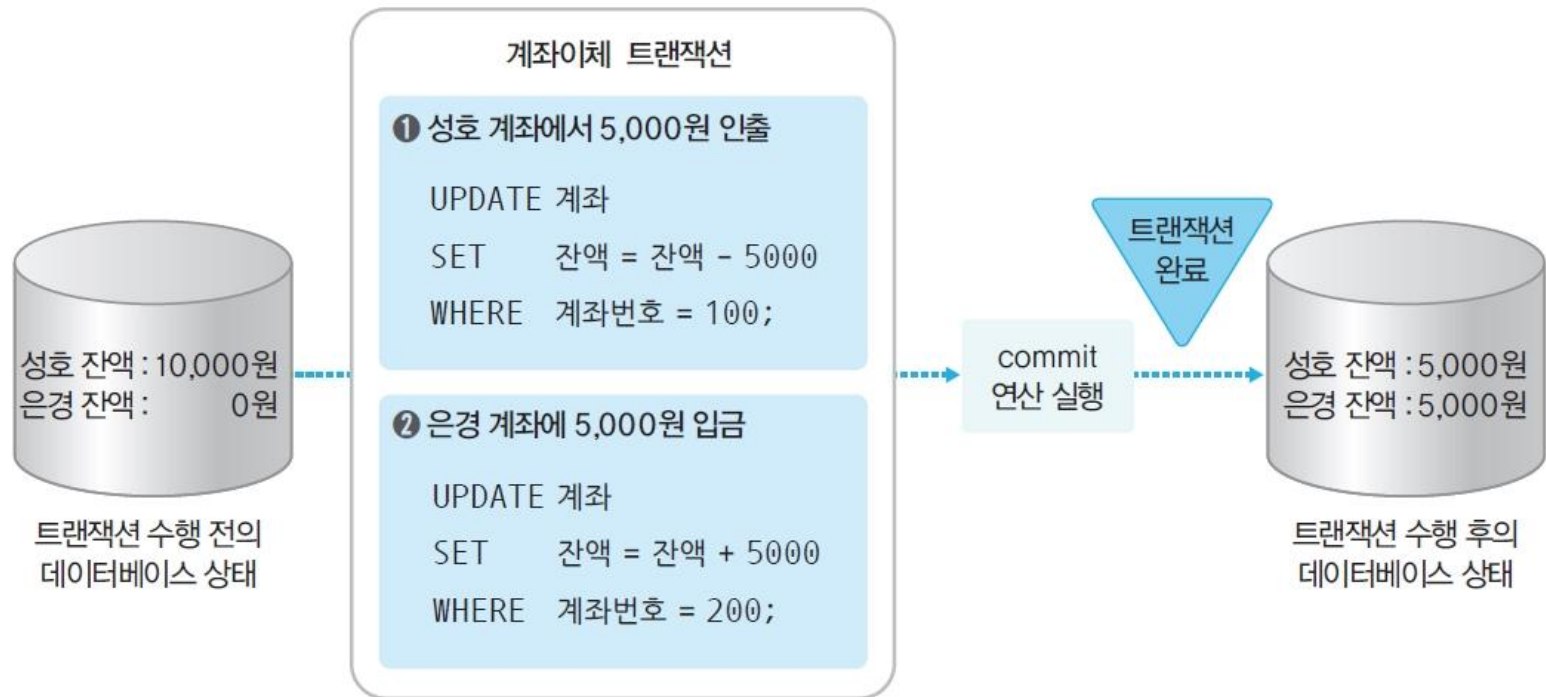 계좌이체 트랜잭션
❶ 성호 계좌에서 5,000원 인출
UPDATE 계좌
SET 잔액 = 잔액 - 5000
WHERE 계좌번호 = 100;
❷ 은경 계좌에 5,000원 입금
UPDATE 계좌
SET 잔액 = 잔액 + 5000
WHERE 계좌번호 = 200;
성호 잔액 : 10,000원
은경 잔액 : 0원
트랜잭션 수행 전의
데이터베이스 상태
commit
연산 실행
트랜잭션
완료
성호 잔액 : 5,000원
은경 잔액 : 5,000원
트랜잭션 수행 후의
데이터베이스 상태